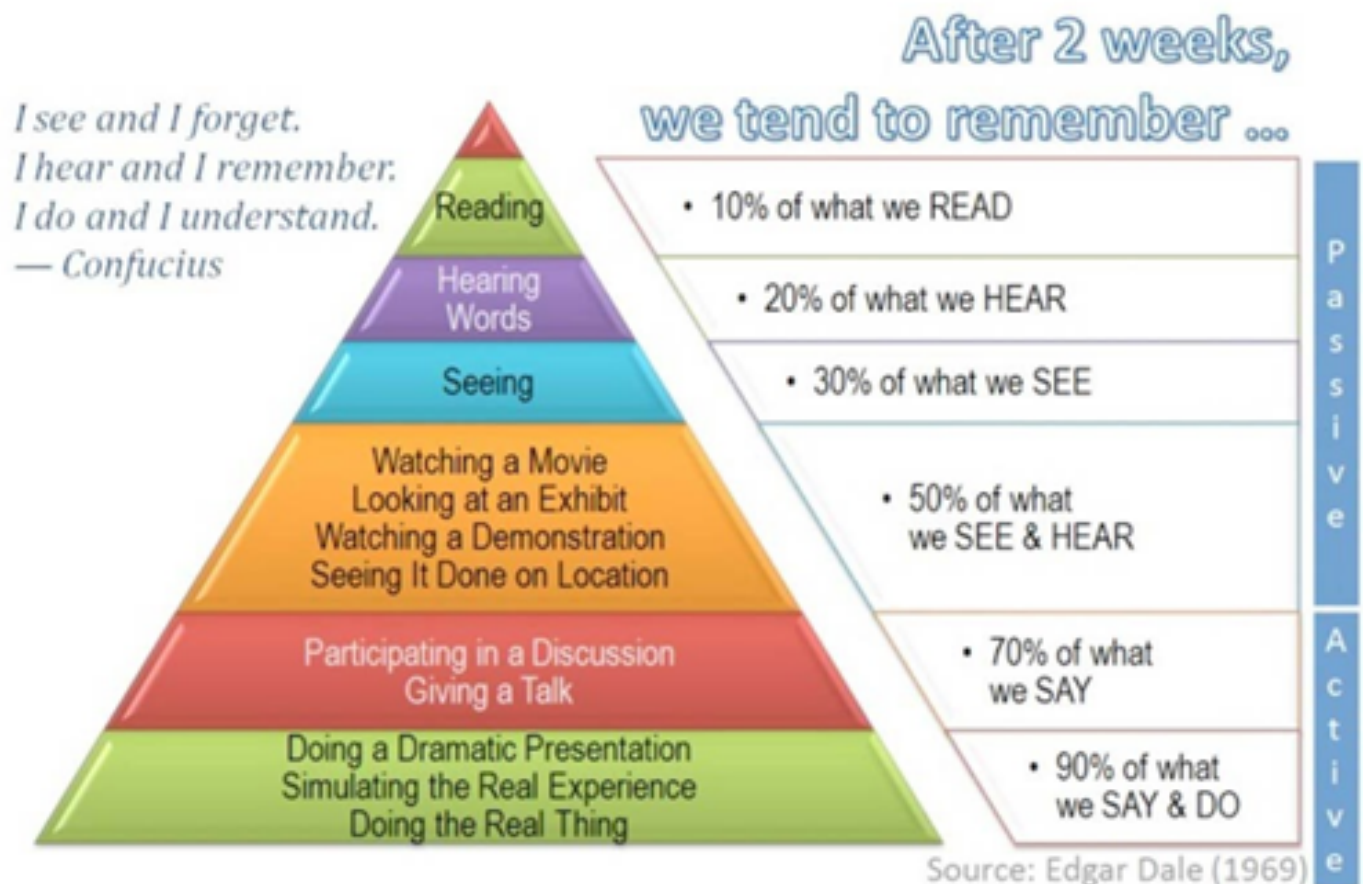 After 2 weeks,
we tend to remember ...
I see and I forget.
I hear and I remember.
I do and I understand.
— Confucius
Reading
• 10% of what we READ
Hearing
Words
• 20% of what we HEAR
Seeing
• 30% of what we SEE
Watching a Movie
Looking at an Exhibit
Watching a Demonstration
Seeing It Done on Location
• 50% of what
we SEE & HEAR
Participating in a Discussion
Giving a Talk
• 70% of what
we SAY
Doing a Dramatic Presentation
Simulating the Real Experience
Doing the Real Thing
• 90% of what
we SAY & DO
Passive
Active
Source: Edgar Dale (1969)